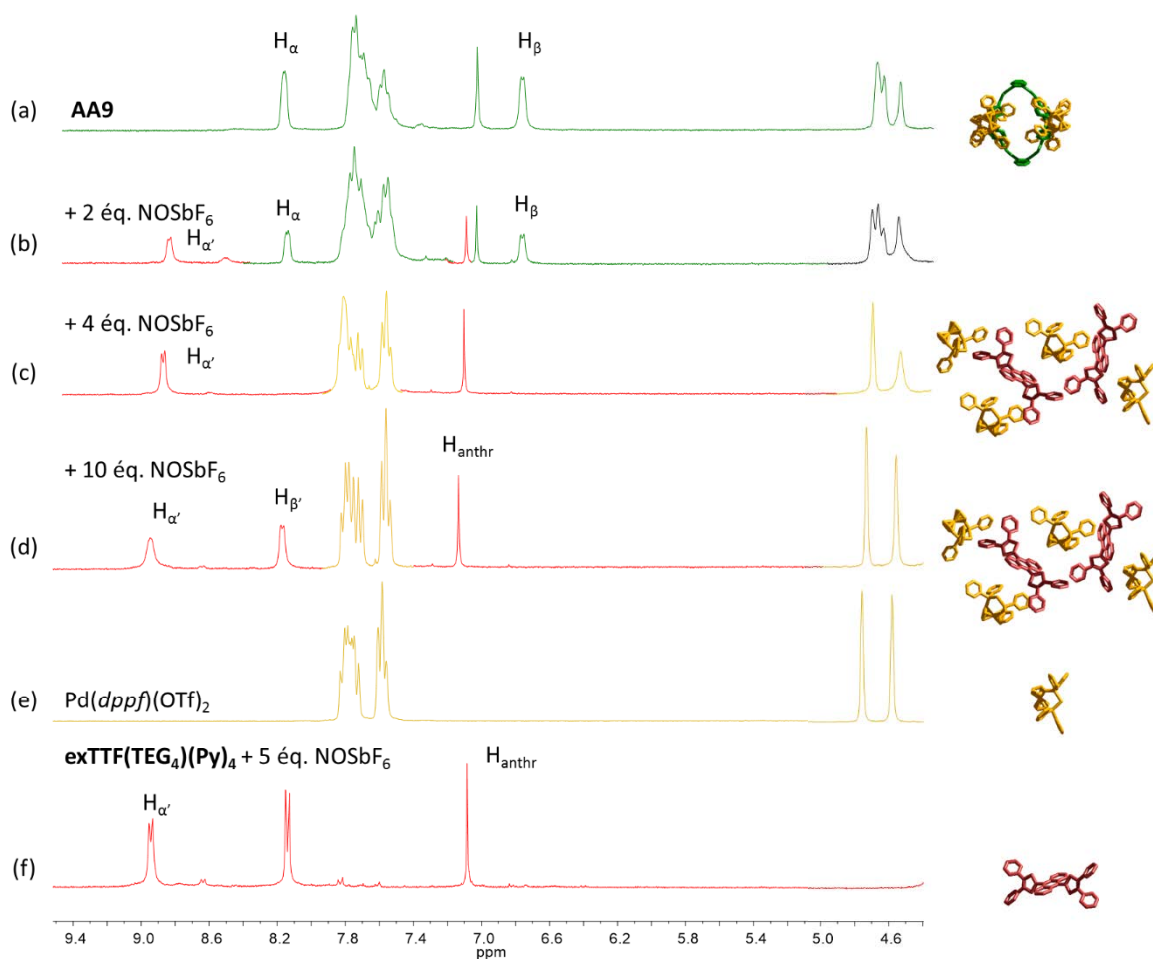 Hα Hβ
(a) AA9
+ 2 éq. NOSbF6
(b) Hα' Hα Hβ
+ 4 éq. NOSbF6
(c) Hα'
+ 10 éq. NOSbF6 Hanthr
(d) Hα' Hβ'
(e) Pd(dppf)(OTf)2
exTTF(TEG4)(Py)4 + 5 éq. NOSbF6 Hanthr
Hα'
(f)
9.4 9.0 8.6 8.2 7.8 7.4 7.0 6.6 6.2 5.8 5.4 5.0 4.6
ppm